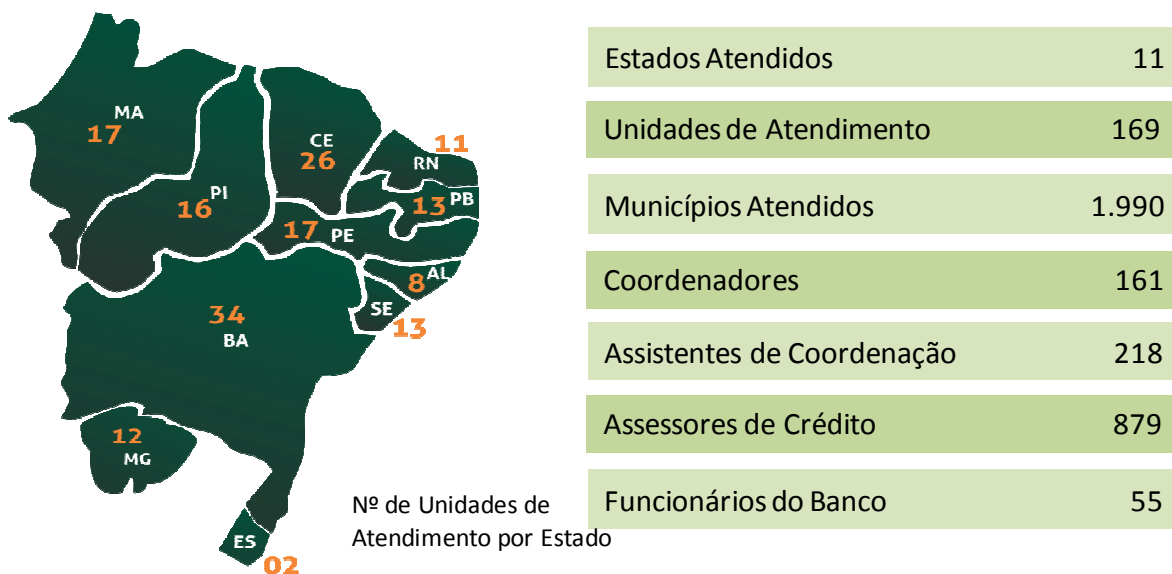 MA
17
PI
16
CE
26
11
RN
13 PB
17 PE
8 AL
SE
13
34
BA
12
MG
ES
02
Nº de Unidades de
Atendimento por Estado
Estados Atendidos 11
Unidades de Atendimento 169
Municípios Atendidos 1.990
Coordenadores 161
Assistentes de Coordenação 218
Assessores de Crédito 879
Funcionários do Banco 55